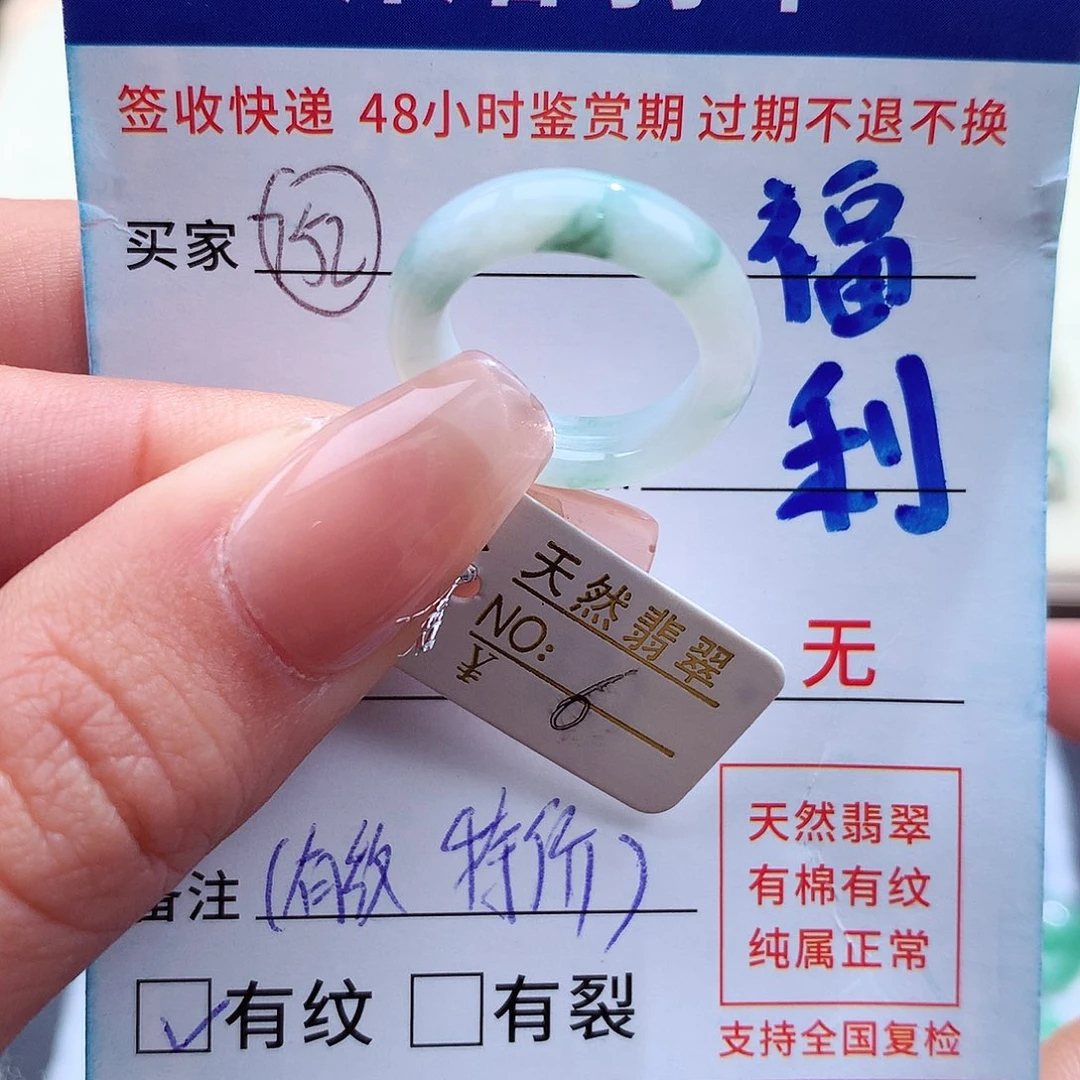 签收快递 48小时鉴赏期 过期不退不换
买家 752
福
利
天然翡翠
NO: 6
无
天然翡翠
有棉有纹
纯属正常
备注 (有纹 特价)
有纹 有裂
支持全国复检